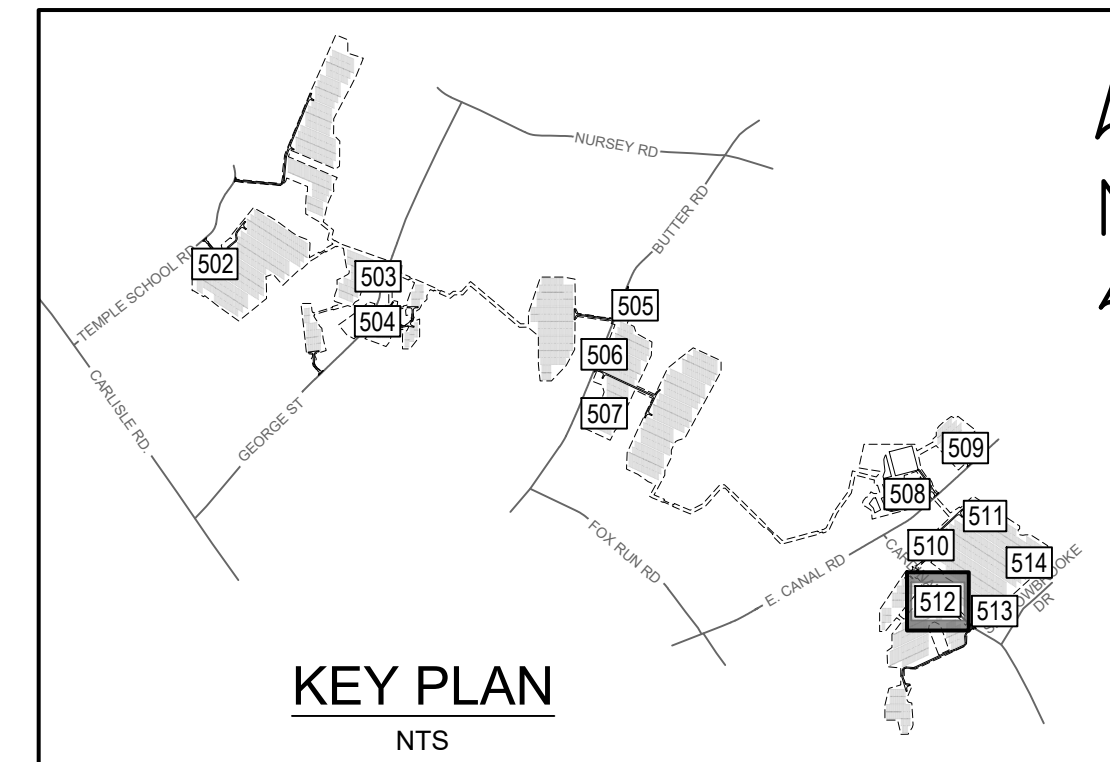 NURSEY RD
BUTTER RD
TEMPLE SCHOOL RD
502
503
504
505
506
507
CARLISLE RD.
GEORGE ST
509
508
511
510
514
FOX RUN RD
E. CANAL RD
512
513
DR
KEY PLAN
NTS
N